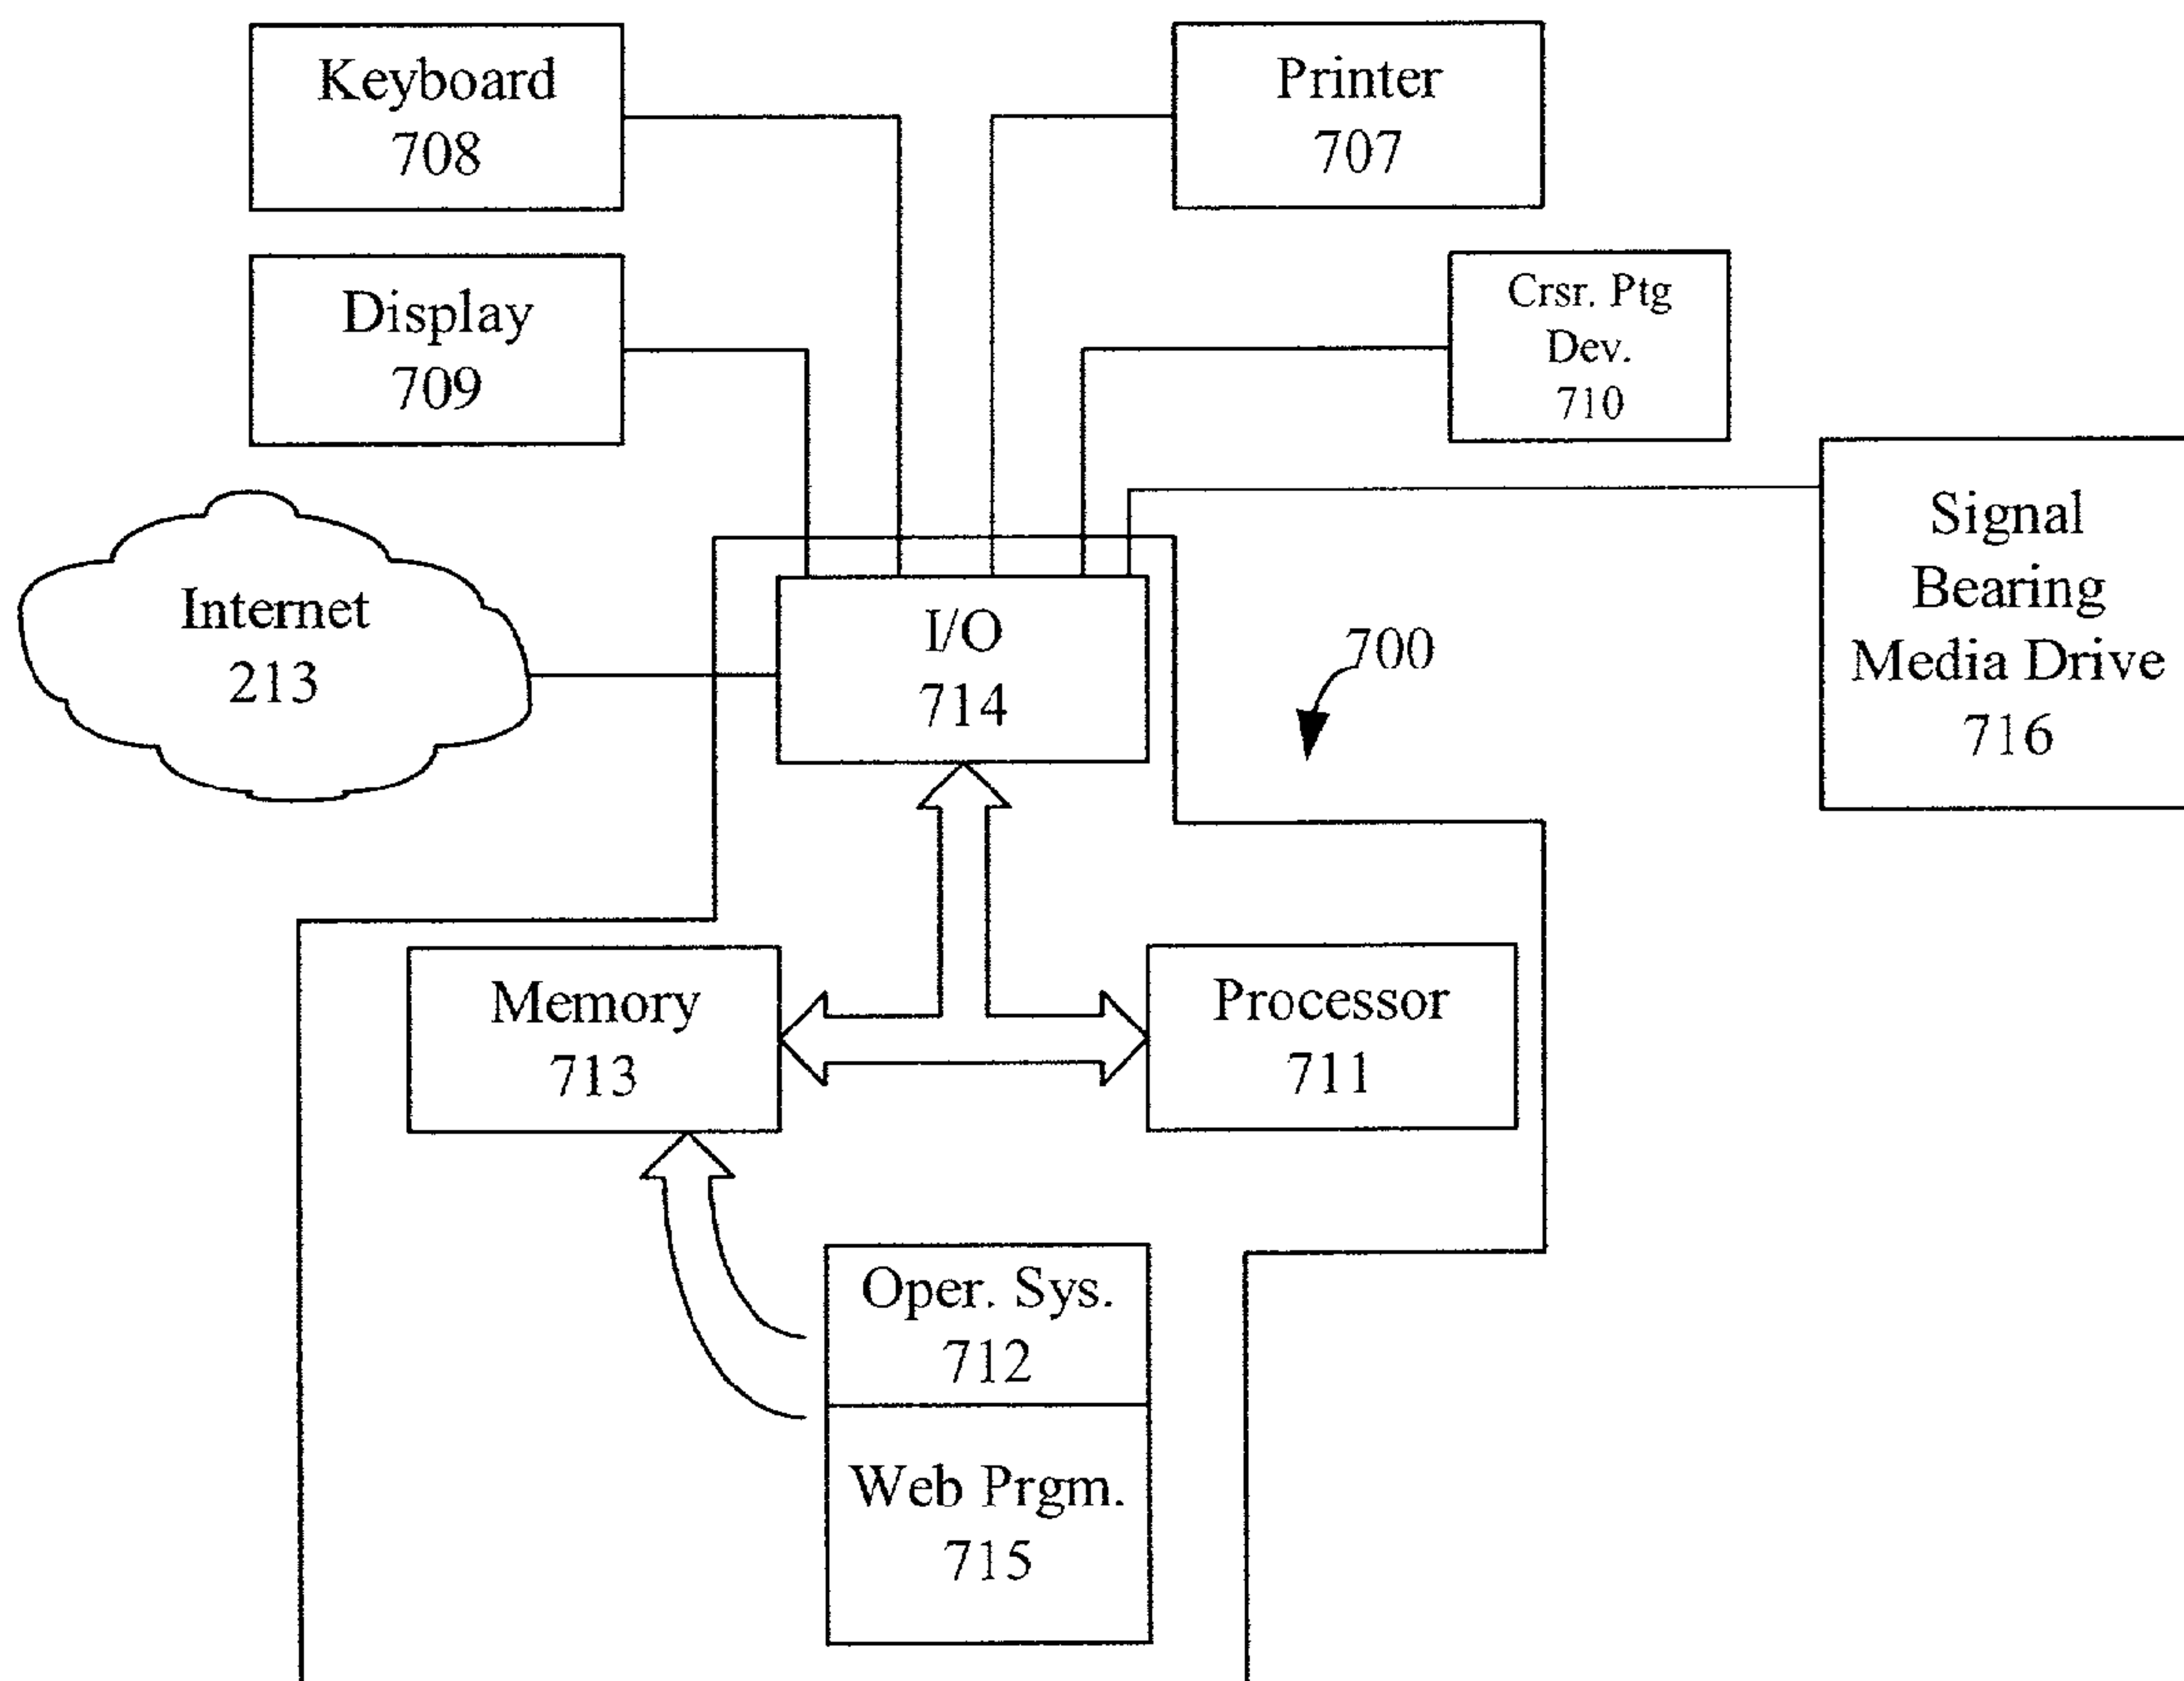 Keyboard
708
Printer
707
Display
709
Crsr. Ptg
Dev.
710
Signal
Bearing
Media Drive
716
Internet
213
I/O
714
700
Memory
713
Processor
711
Oper. Sys.
712
Web Prgm.
715